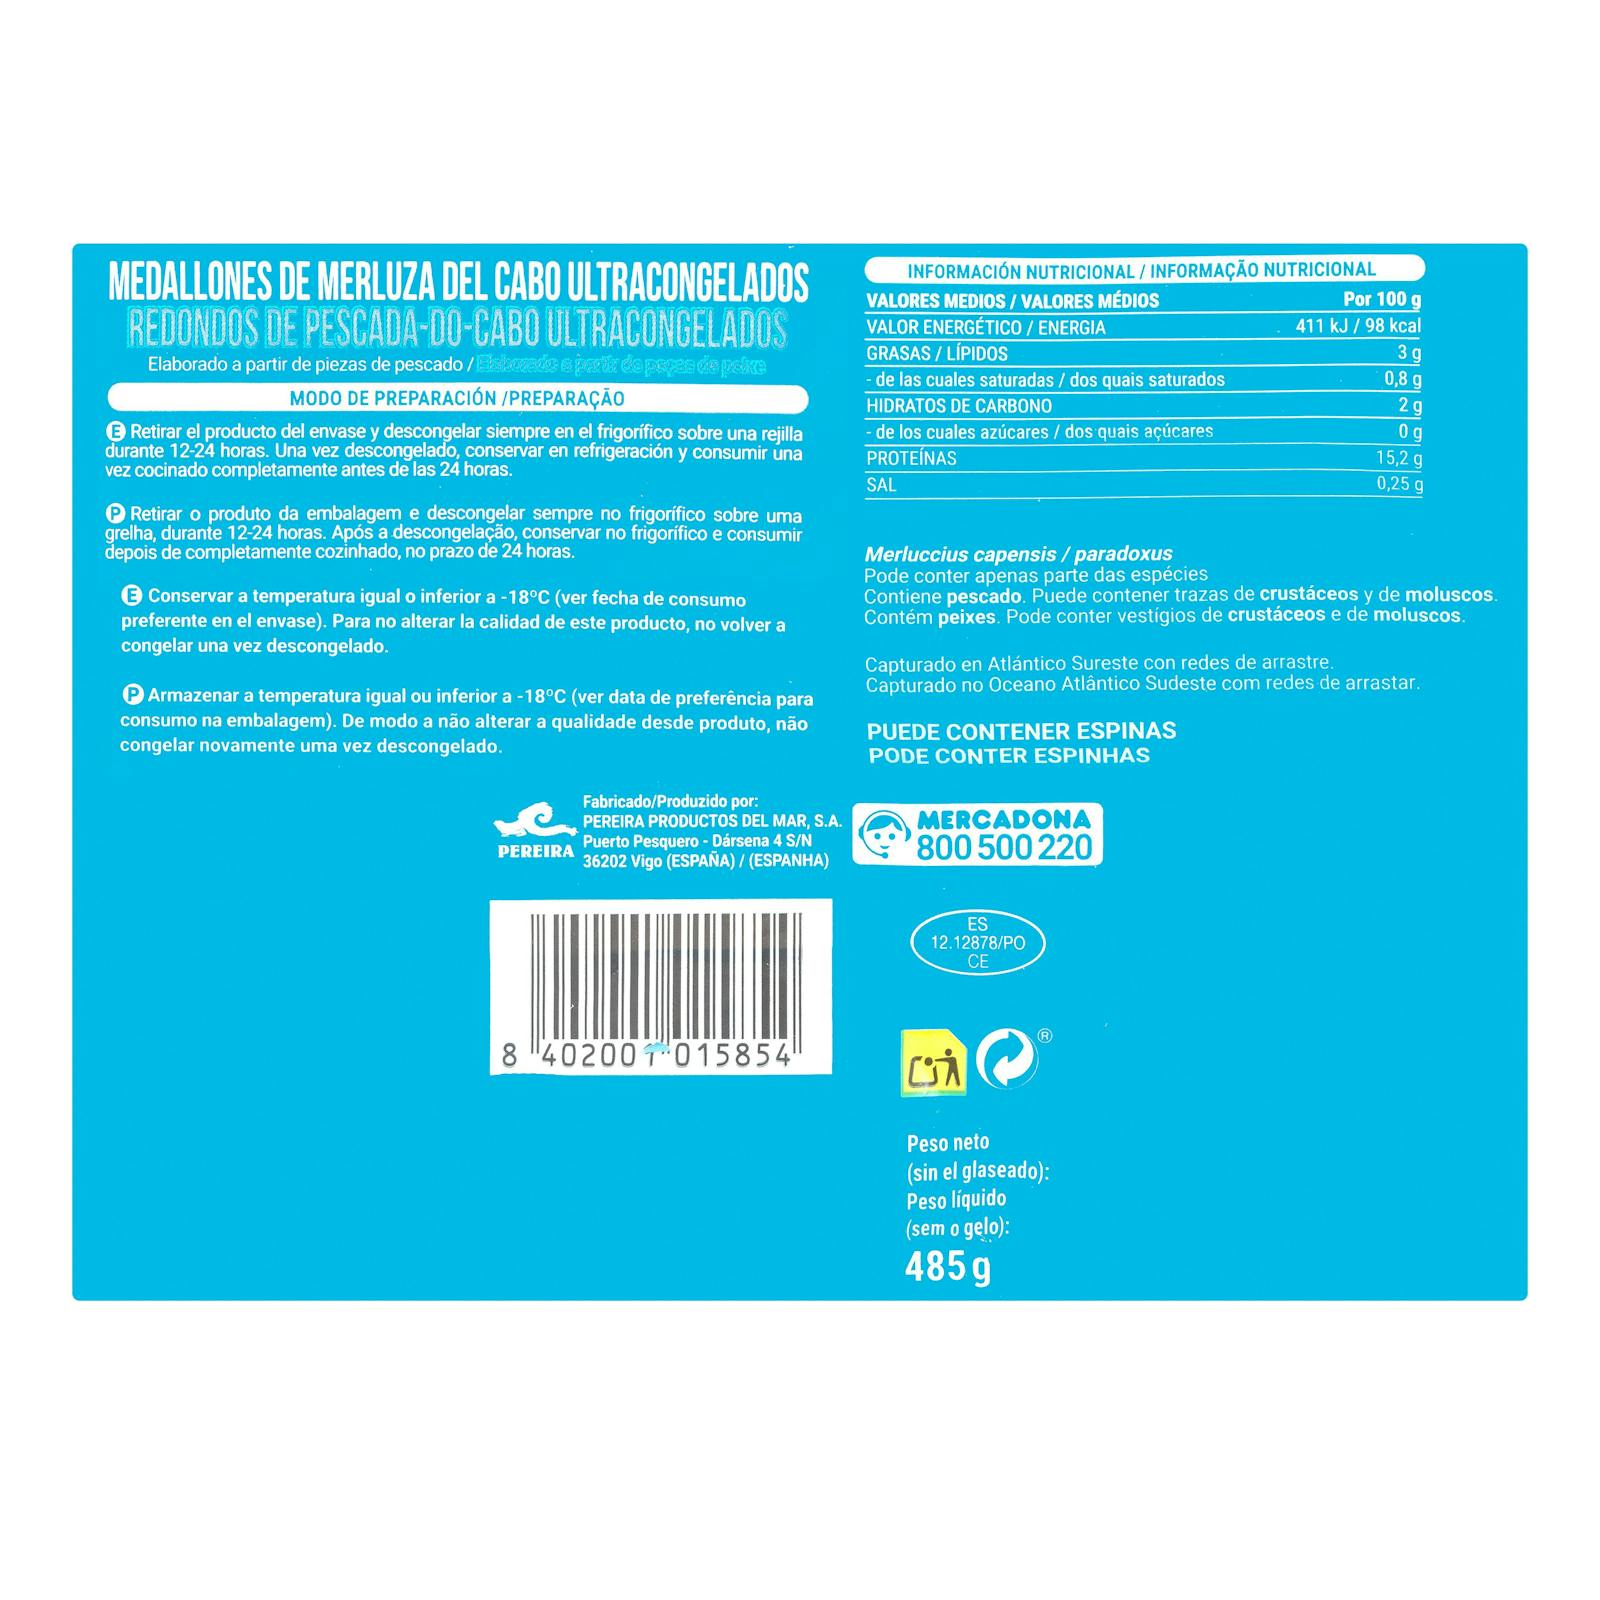 MEDALLONES DE MERLUZA DEL CABO ULTRACONGELADOS
REDONDOS DE PESCADA-DO-CABO ULTRACONGELADOS
Elaborado a partir de piezas de pescado / Elaborado a partir de peças de peixe
MODO DE PREPARACIÓN /PREPARAÇÃO
E Retirar el producto del envase y descongelar siempre en el frigorífico sobre una rejilla
durante 12-24 horas. Una vez descongelado, conservar en refrigeración y consumir una
vez cocinado completamente antes de las 24 horas.
P Retirar o produto da embalagem e descongelar sempre no frigorífico sobre uma
grelha, durante 12-24 horas. Após a descongelação, conservar no frigorífico e consumir
depois de completamente cozinhado, no prazo de 24 horas.
E Conservar a temperatura igual o inferior a -18ºC (ver fecha de consumo
preferente en el envase). Para no alterar la calidad de este producto, no volver a
congelar una vez descongelado.
P Armazenar a temperatura igual ou inferior a -18ºC (ver data de preferência para
consumo na embalagem). De modo a não alterar a qualidade desde produto, não
congelar novamente uma vez descongelado.
INFORMACIÓN NUTRICIONAL / INFORMAÇÃO NUTRICIONAL
VALORES MEDIOS / VALORES MÉDIOS Por 100 g
VALOR ENERGÉTICO / ENERGIA 411 kJ / 98 kcal
GRASAS / LÍPIDOS 3 g
- de las cuales saturadas / dos quais saturados 0,8 g
HIDRATOS DE CARBONO 2 g
- de los cuales azúcares / dos quais açúcares 0 g
PROTEÍNAS 15,2 g
SAL 0,25 g
Merluccius capensis / paradoxus
Pode conter apenas parte das espécies
Contiene pescado. Puede contener trazas de crustáceos y de moluscos.
Contém peixes. Pode conter vestígios de crustáceos e de moluscos.
Capturado en Atlántico Sureste con redes de arrastre.
Capturado no Oceano Atlântico Sudeste com redes de arrastar.
PUEDE CONTENER ESPINAS
PODE CONTER ESPINHAS
PEREIRA
Fabricado/Produzido por:
PEREIRA PRODUCTOS DEL MAR, S.A.
Puerto Pesquero - Dársena 4 S/N
36202 Vigo (ESPAÑA) / (ESPANHA)
MERCADONA
800 500 220
ES
12.12878/PO
CE
8 402001 015854
®
Peso neto
(sin el glaseado):
Peso líquido
(sem o gelo):
485 g